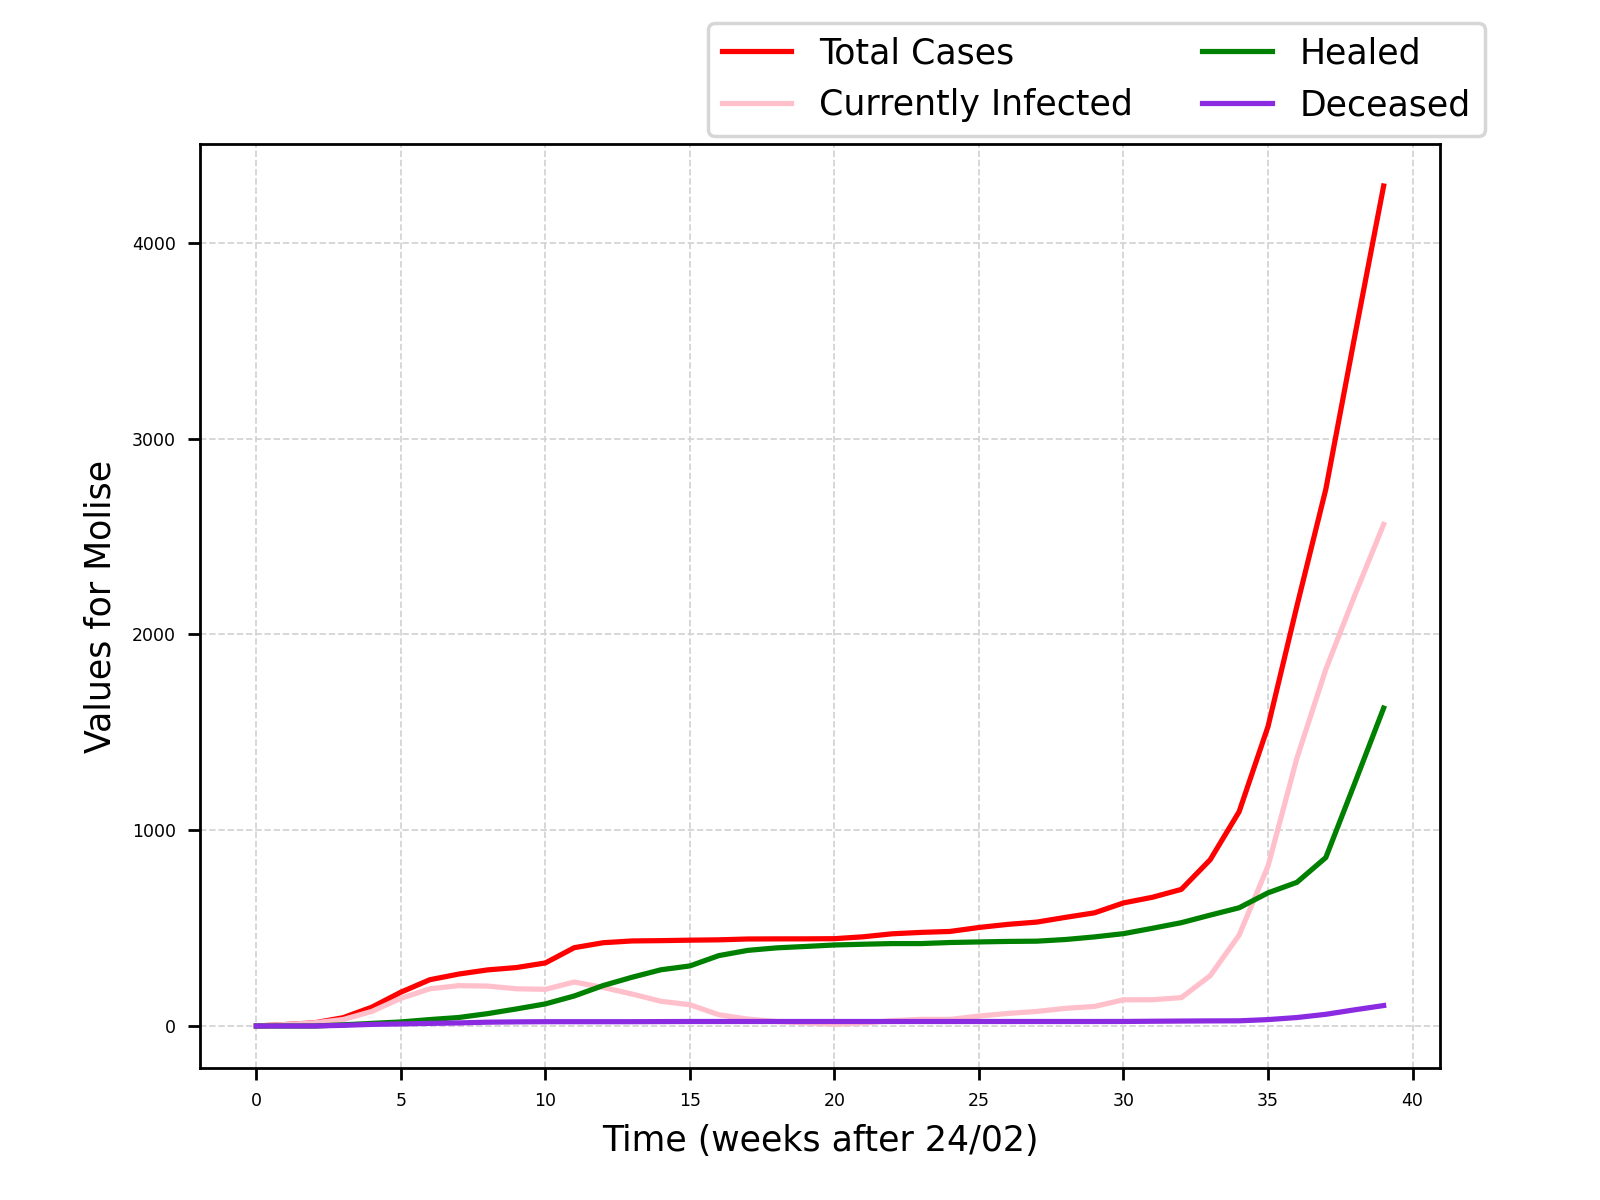 Total Cases
Currently Infected
Healed
Deceased
Values for Molise
4000
3000
2000
1000
0
0 5 10 15 20 25 30 35 40
Time (weeks after 24/02)